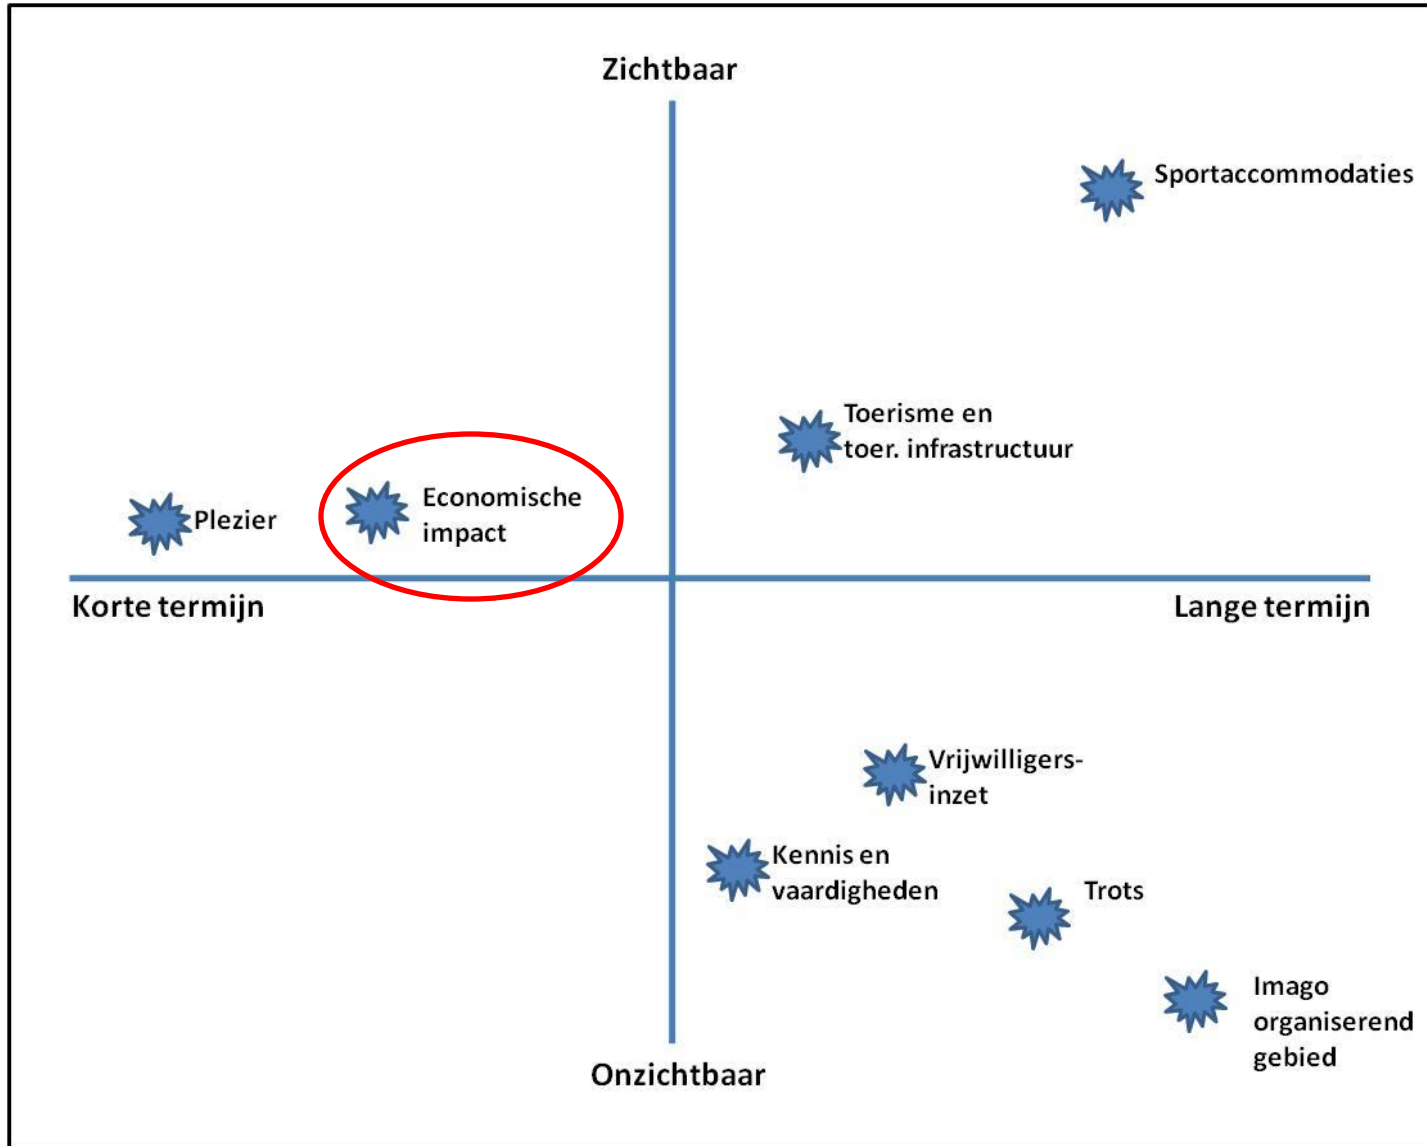 Zichtbaar
Sportaccommodaties
Toerisme en
toer. infrastructuur
Economische
impact
Plezier
Korte termijn
Lange termijn
Vrijwilligers-
inzet
Kennis en
vaardigheden
Trots
Imago
organiserend
gebied
Onzichtbaar